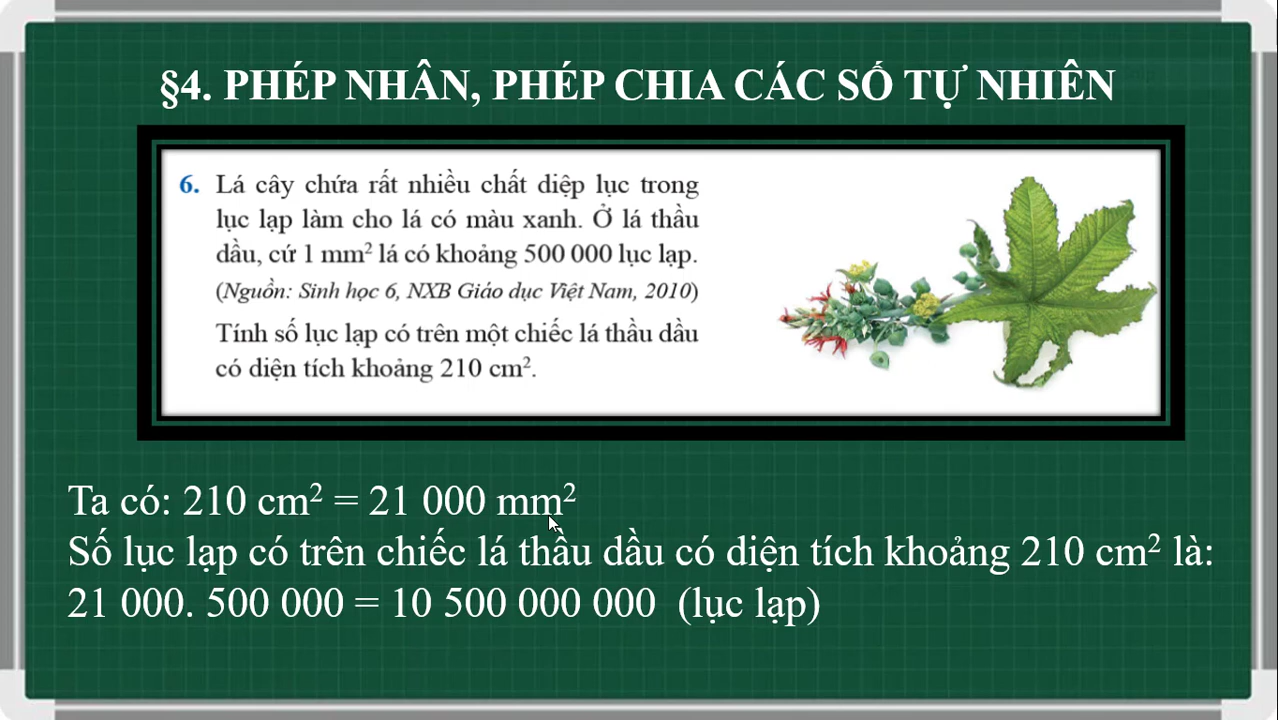 §4. PHÉP NHÂN, PHÉP CHIA CÁC SỐ TỰ NHIÊN
6. Lá cây chứa rất nhiều chất diệp lục trong
lục lạp làm cho lá có màu xanh. Ở lá thầu
dầu, cứ 1 mm² lá có khoảng 500 000 lục lạp.
(Nguồn: Sinh học 6, NXB Giáo dục Việt Nam, 2010)
Tính số lục lạp có trên một chiếc lá thầu dầu
có diện tích khoảng 210 cm².
Ta có: 210 cm² = 21 000 mm²
Số lục lạp có trên chiếc lá thầu dầu có diện tích khoảng 210 cm² là:
21 000. 500 000 = 10 500 000 000 (lục lạp)